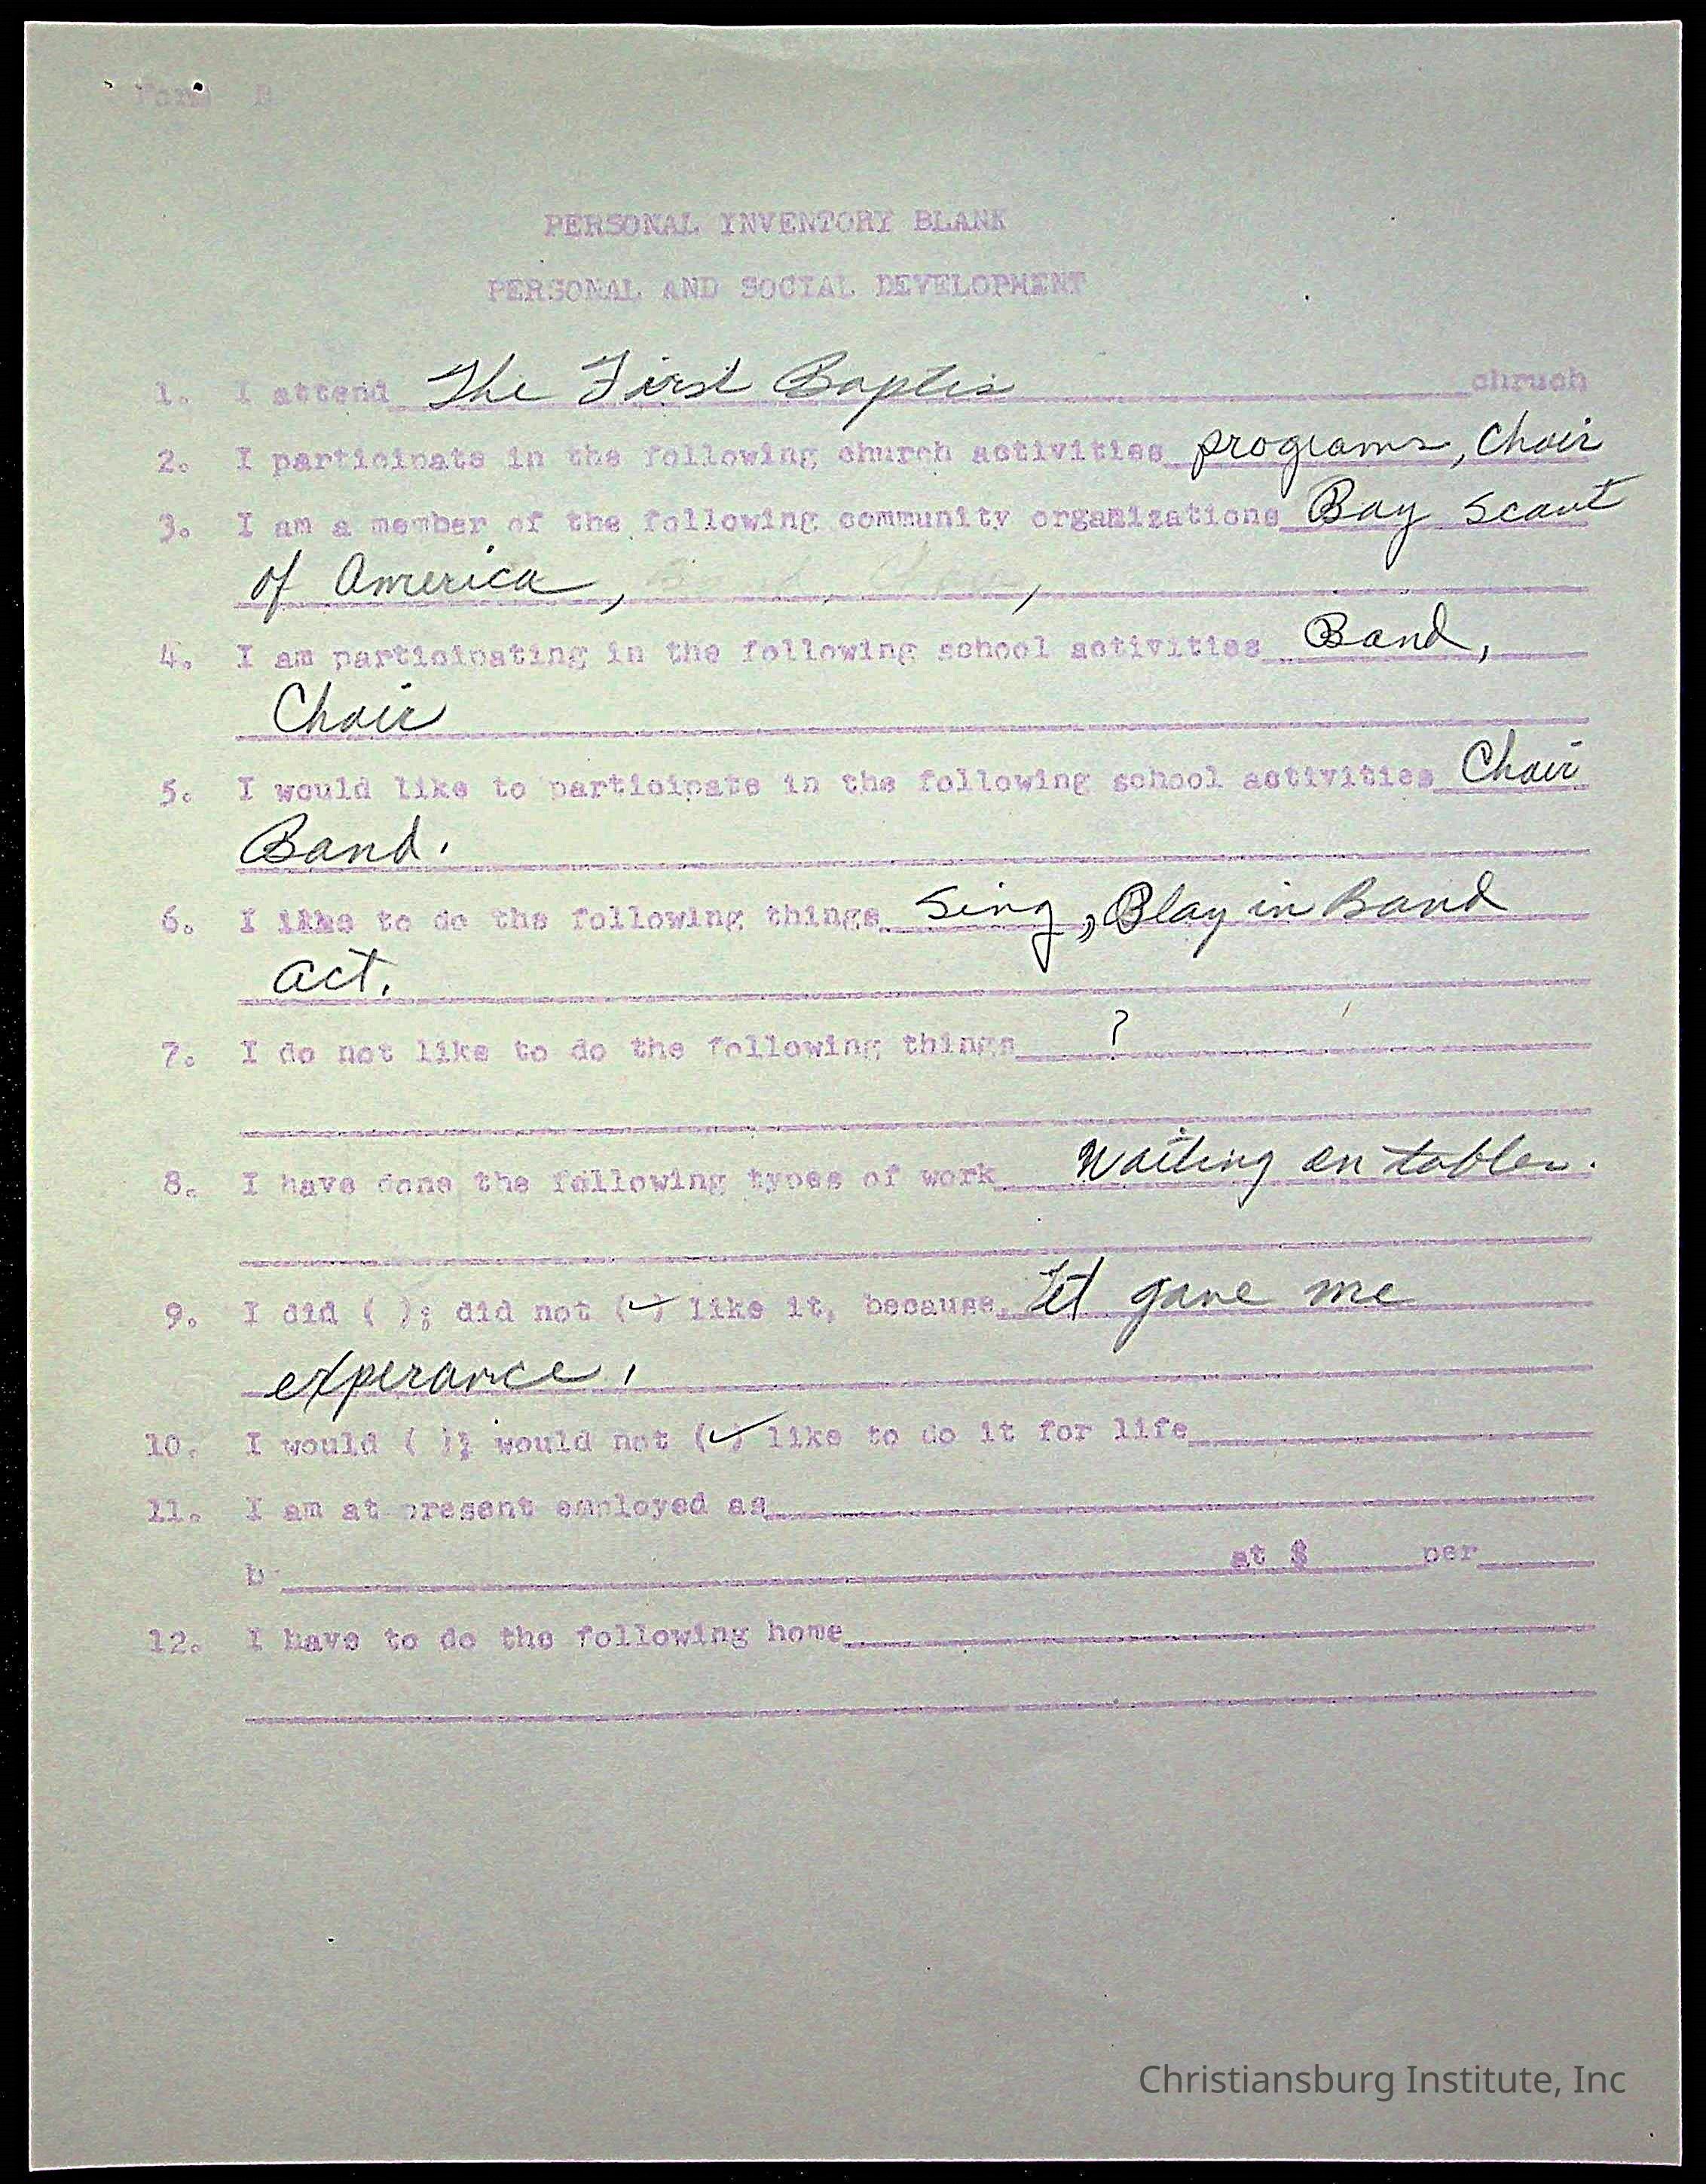 Form B
PERSONAL INVENTORY BLANK
PERSONAL AND SOCIAL DEVELOPMENT
1. I attend The First Baptis chruch
2. I participate in the following church activities programs, Choir
3. I am a member of the following community organizations Boy Scout
of America, ,
4. I am participating in the following school activities Band,
Choir
5. I would like to participate in the following school activities Choir
Band.
6. I like to do the following things Sing, Play in Band
act.
7. I do not like to do the following things ?
8. I have done the following types of work Waiting on tables.
9. I did ( ); did not (✓) like it, because It gave me
experance.
10. I would ( ); would not (✓) like to do it for life
11. I am at present employed as
b at $ per
12. I have to do the following home
Christiansburg Institute, Inc